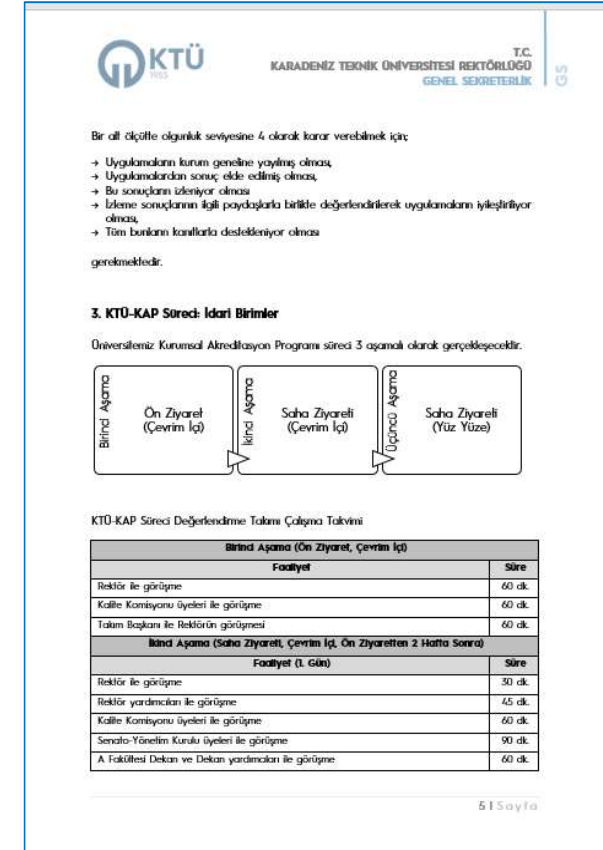 KTÜ
1955
T.C.
KARADENİZ TEKNİK ÜNİVERSİTESİ REKTÖRLÜĞÜ
GENEL SEKRETERLİK
GS
Bir alt ölçütte olgunluk seviyesine 4 olarak karar verebilmek için;
→ Uygulamaların kurum geneline yayılmış olması,
→ Uygulamalardan sonuç elde edilmiş olması,
→ Bu sonuçların izleniyor olması
→ İzleme sonuçlarının ilgili paydaşlarla birlikte değerlendirilerek uygulamaların iyileştiriliyor
olması,
→ Tüm bunların kanıtlarla destekleniyor olması
gerekmektedir.
3. KTÜ-KAP Süreci: İdari Birimler
Üniversitemiz Kurumsal Akreditasyon Programı süreci 3 aşamalı olarak gerçekleşecektir.
Birinci Aşama
Ön Ziyaret
(Çevrim İçi)
İkinci Aşama
Saha Ziyareti
(Çevrim İçi)
Üçüncü Aşama
Saha Ziyareti
(Yüz Yüze)
KTÜ-KAP Süreci Değerlendirme Takımı Çalışma Takvimi
Birinci Aşama (Ön Ziyaret, Çevrim İçi)
Faaliyet Süre
Rektör ile görüşme 60 dk.
Kalite Komisyonu üyeleri ile görüşme 60 dk.
Takım Başkanı ile Rektörün görüşmesi 60 dk.
İkinci Aşama (Saha Ziyareti, Çevrim İçi, Ön Ziyaretten 2 Hafta Sonra)
Faaliyet (1. Gün) Süre
Rektör ile görüşme 30 dk.
Rektör yardımcıları ile görüşme 45 dk.
Kalite Komisyonu üyeleri ile görüşme 60 dk.
Senato-Yönetim Kurulu üyeleri ile görüşme 90 dk.
A Fakültesi Dekan ve Dekan yardımcıları ile görüşme 60 dk.
5 | Sayfa